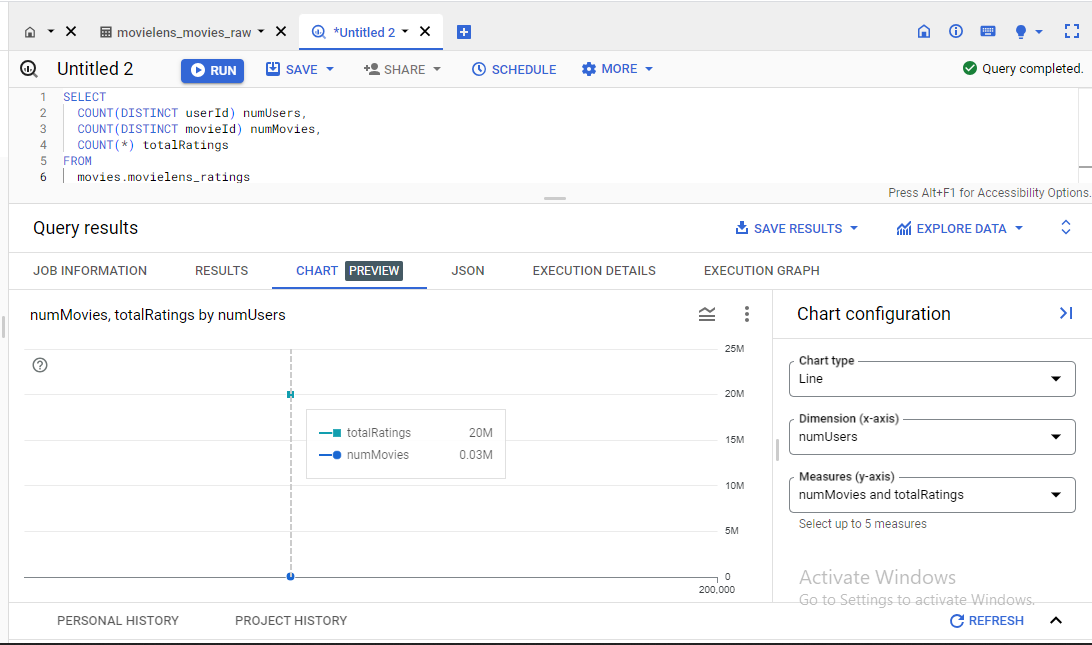 movielens_movies_raw
*Untitled 2
Untitled 2
RUN
SAVE
SHARE
SCHEDULE
MORE
Query completed.
1 SELECT
2 COUNT(DISTINCT userId) numUsers,
3 COUNT(DISTINCT movieId) numMovies,
4 COUNT(*) totalRatings
5 FROM
6 movies.movielens_ratings
Press Alt+F1 for Accessibility Options.
Query results
SAVE RESULTS
EXPLORE DATA
JOB INFORMATION
RESULTS
CHART PREVIEW
JSON
EXECUTION DETAILS
EXECUTION GRAPH
numMovies, totalRatings by numUsers
25M
20M
15M
10M
5M
0
200,000
totalRatings 20M
numMovies 0.03M
Chart configuration
Chart type
Line
Dimension (x-axis)
numUsers
Measures (y-axis)
numMovies and totalRatings
Select up to 5 measures
Activate Windows
Go to Settings to activate Windows.
PERSONAL HISTORY
PROJECT HISTORY
REFRESH